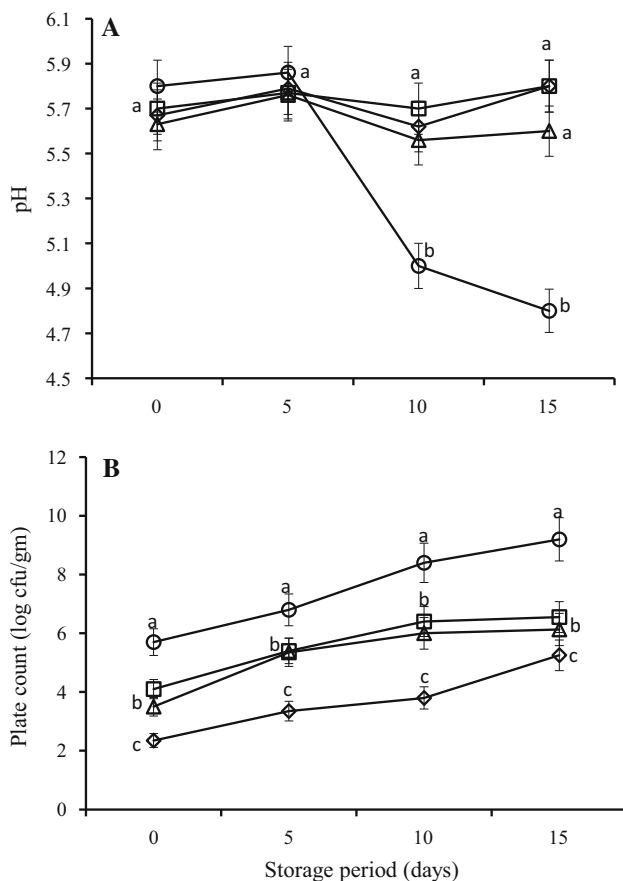 A
6.1
5.9
5.7
5.5
5.3
5.1
4.9
4.7
4.5
pH
a
a
a
a
a
b
b
0 5 10 15
B
12
10
8
6
4
2
0
Plate count (log cfu/gm)
a
a
a
a
b
b
b
b
c
c
c
c
0 5 10 15
Storage period (days)